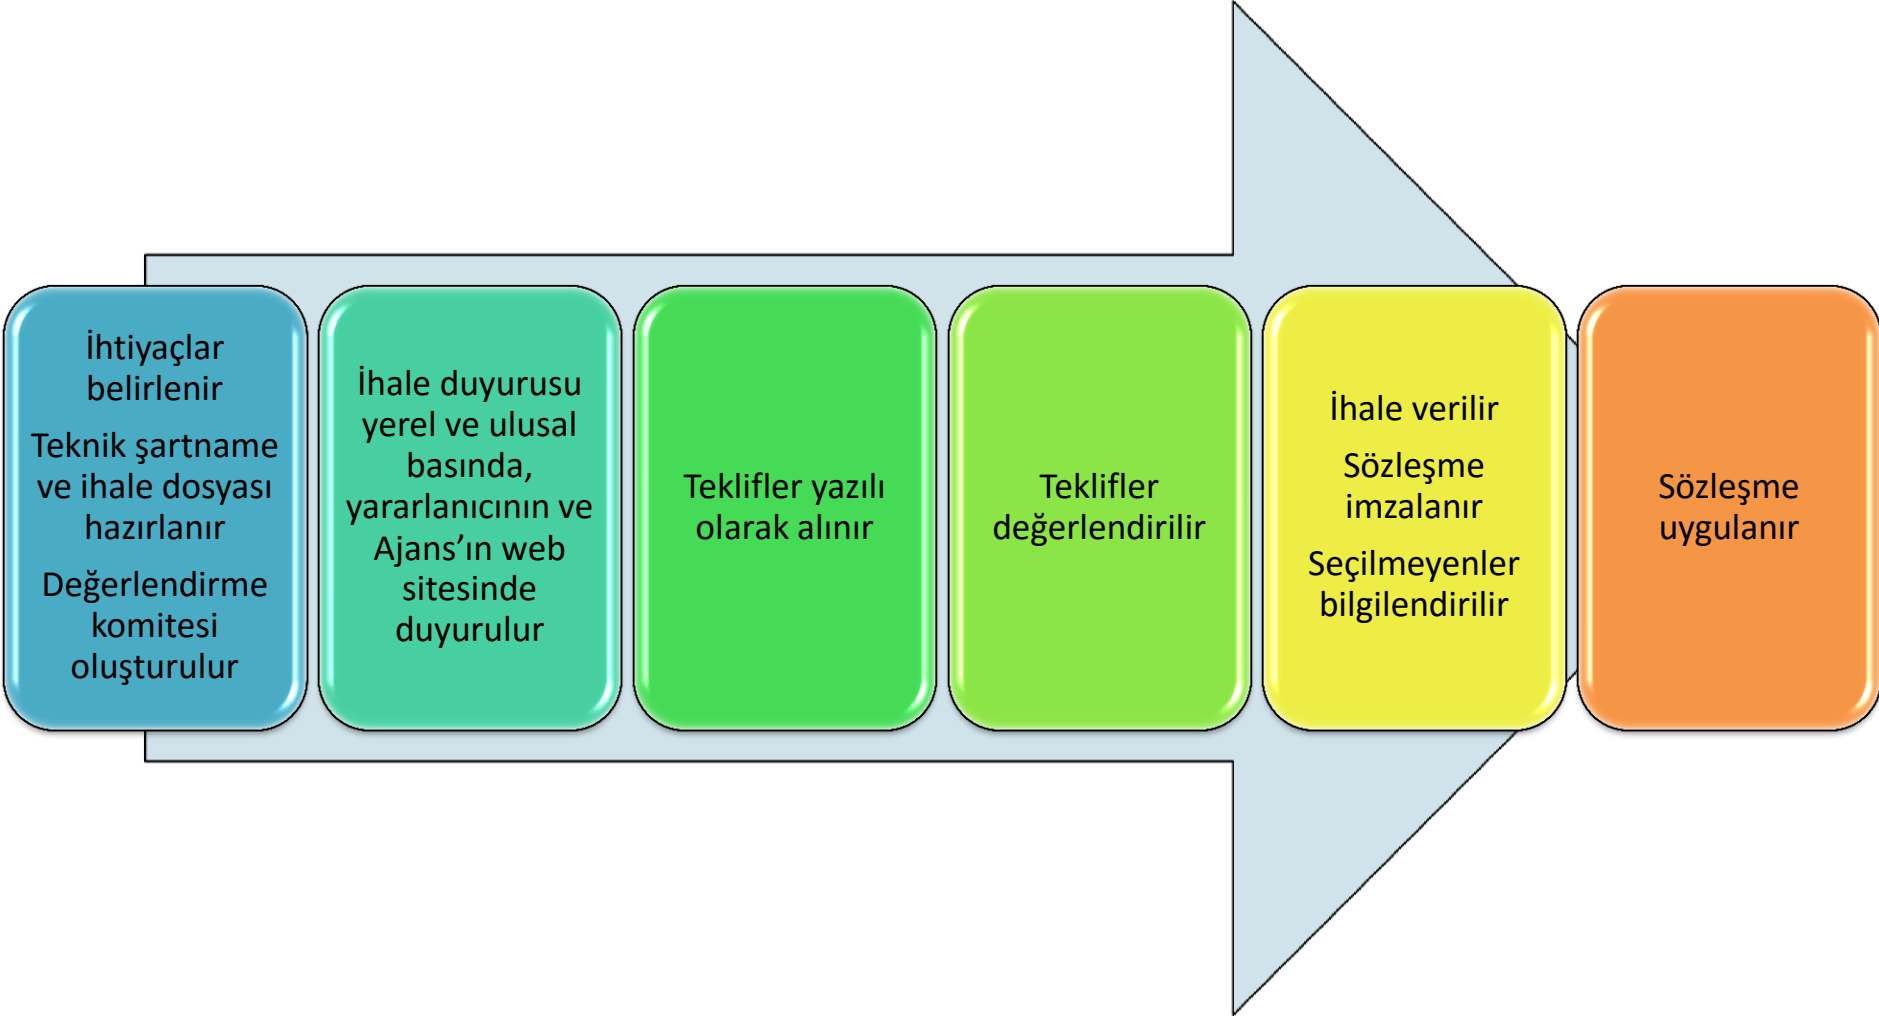 İhtiyaçlar
belirlenir
Teknik şartname
ve ihale dosyası
hazırlanır
Değerlendirme
komitesi
oluşturulur
İhale duyurusu
yerel ve ulusal
basında,
yararlanıcının ve
Ajans’ın web
sitesinde
duyurulur
Teklifler yazılı
olarak alınır
Teklifler
değerlendirilir
İhale verilir
Sözleşme
imzalanır
Seçilmeyenler
bilgilendirilir
Sözleşme
uygulanır